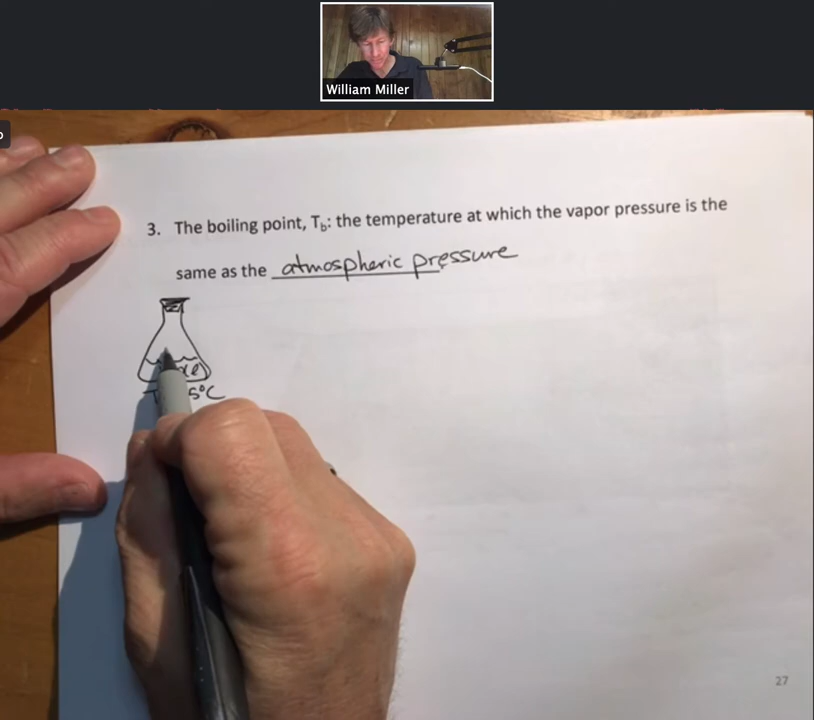 William Miller
3. The boiling point, Tb: the temperature at which the vapor pressure is the
same as the atmospheric pressure
5°C
27